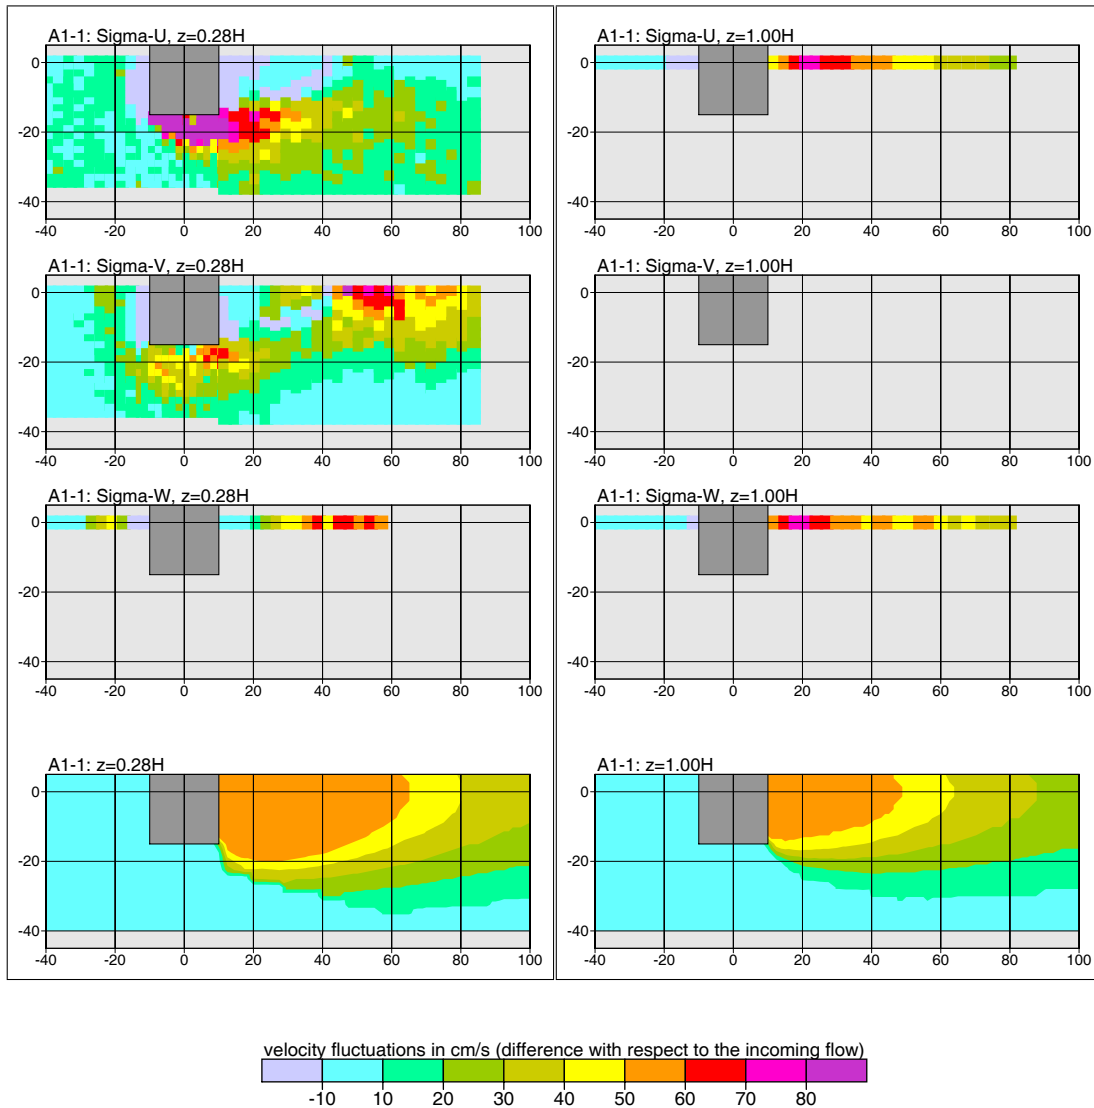 A1-1: Sigma-U, z=0.28H
0
-20
-40
-40 -20 0 20 40 60 80 100
A1-1: Sigma-V, z=0.28H
0
-20
-40
-40 -20 0 20 40 60 80 100
A1-1: Sigma-W, z=0.28H
0
-20
-40
-40 -20 0 20 40 60 80 100
A1-1: z=0.28H
0
-20
-40
-40 -20 0 20 40 60 80 100
A1-1: Sigma-U, z=1.00H
0
-20
-40
-40 -20 0 20 40 60 80 100
A1-1: Sigma-V, z=1.00H
0
-20
-40
-40 -20 0 20 40 60 80 100
A1-1: Sigma-W, z=1.00H
0
-20
-40
-40 -20 0 20 40 60 80 100
A1-1: z=1.00H
0
-20
-40
-40 -20 0 20 40 60 80 100
velocity fluctuations in cm/s (difference with respect to the incoming flow)
-10 10 20 30 40 50 60 70 80